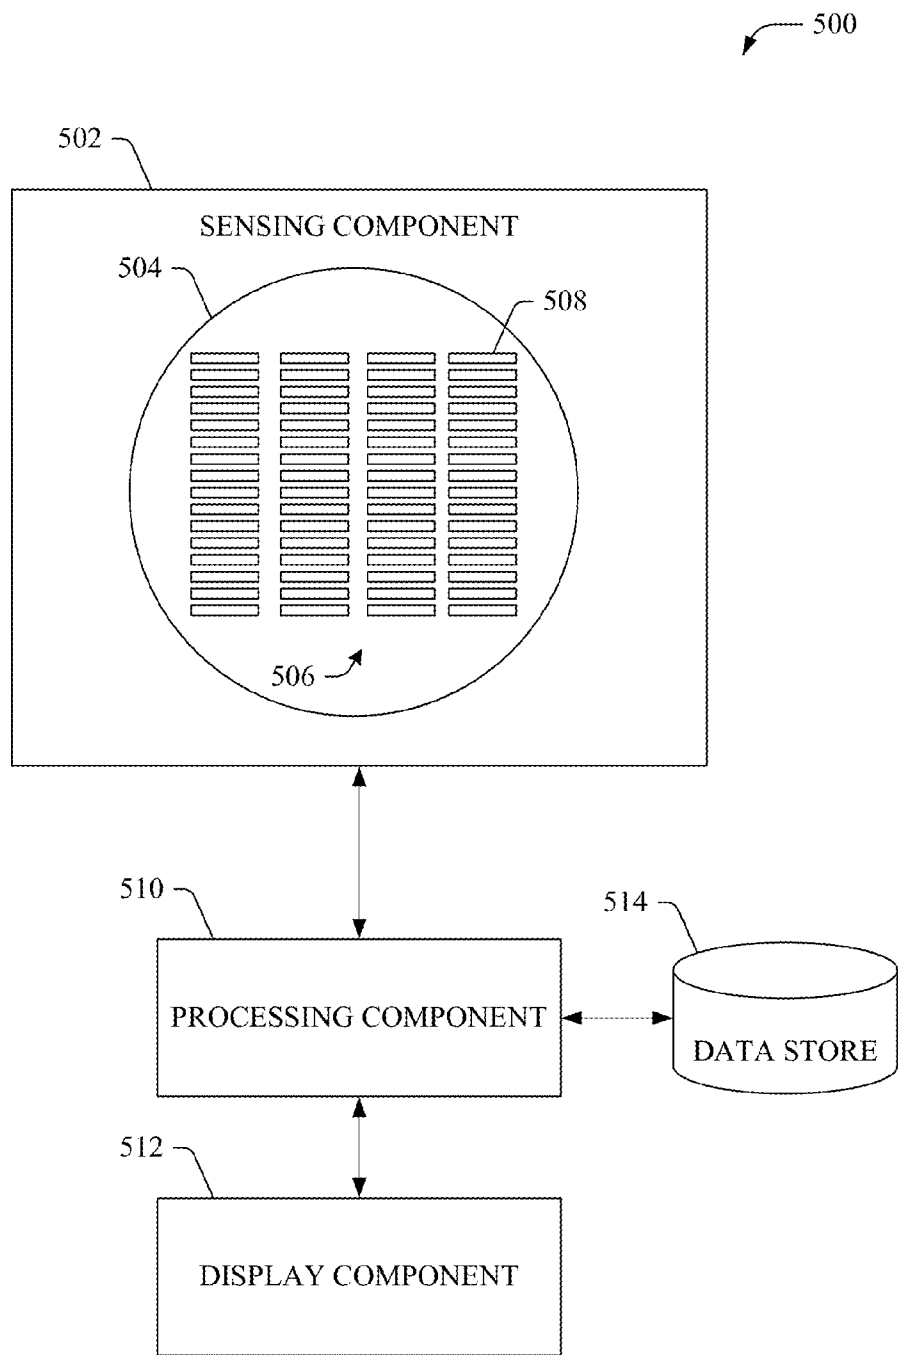 500
502
SENSING COMPONENT
504
508
506
510
514
PROCESSING COMPONENT
DATA STORE
512
DISPLAY COMPONENT